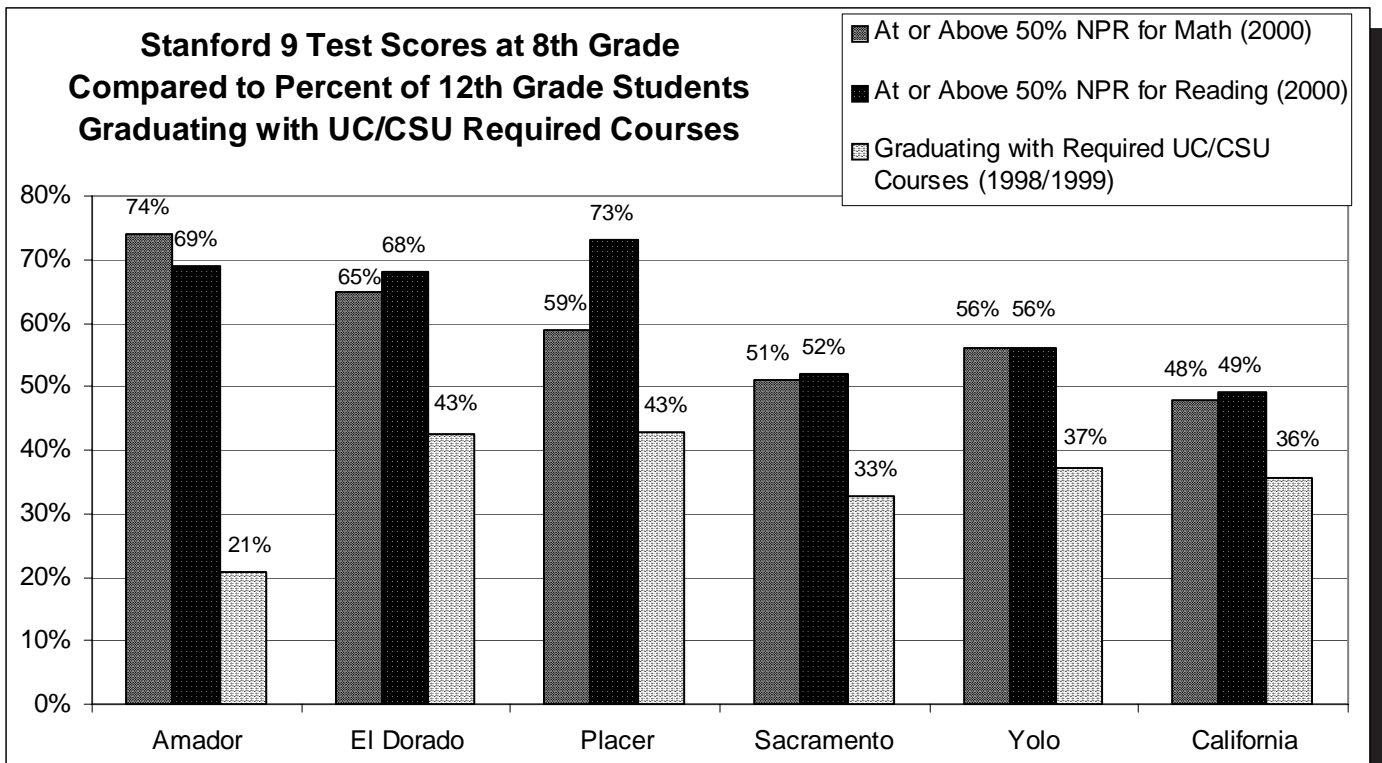 Stanford 9 Test Scores at 8th Grade
Compared to Percent of 12th Grade Students
Graduating with UC/CSU Required Courses
At or Above 50% NPR for Math (2000)
At or Above 50% NPR for Reading (2000)
Graduating with Required UC/CSU
Courses (1998/1999)
80%
70%
60%
50%
40%
30%
20%
10%
0%
74%
69%
21%
65%
68%
43%
59%
73%
43%
51%
52%
33%
56%
56%
37%
48%
49%
36%
Amador
El Dorado
Placer
Sacramento
Yolo
California